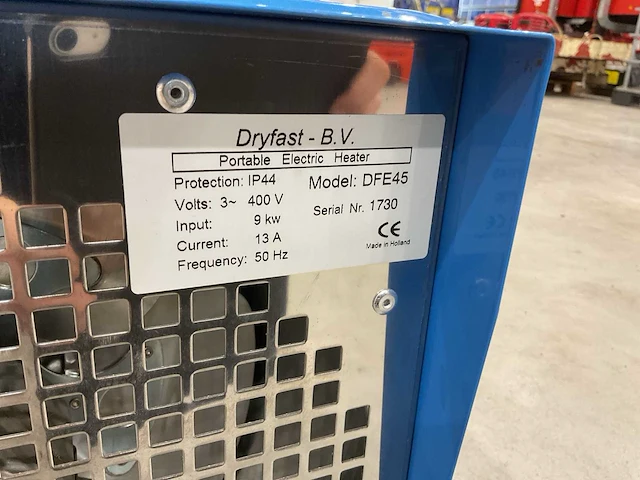 Dryfast - B.V.
Portable Electric Heater
Protection: IP44
Model: DFE45
Volts: 3~ 400 V
Serial Nr. 1730
Input: 9 kw
Current: 13 A
CE
Made in Holland
Frequency: 50 Hz